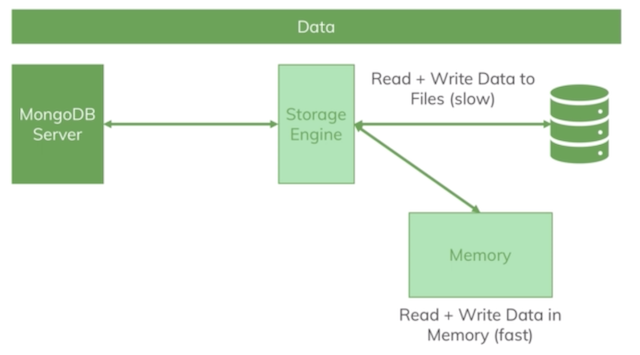 Data
MongoDB
Server
Storage
Engine
Read + Write Data to
Files (slow)
Memory
Read + Write Data in
Memory (fast)